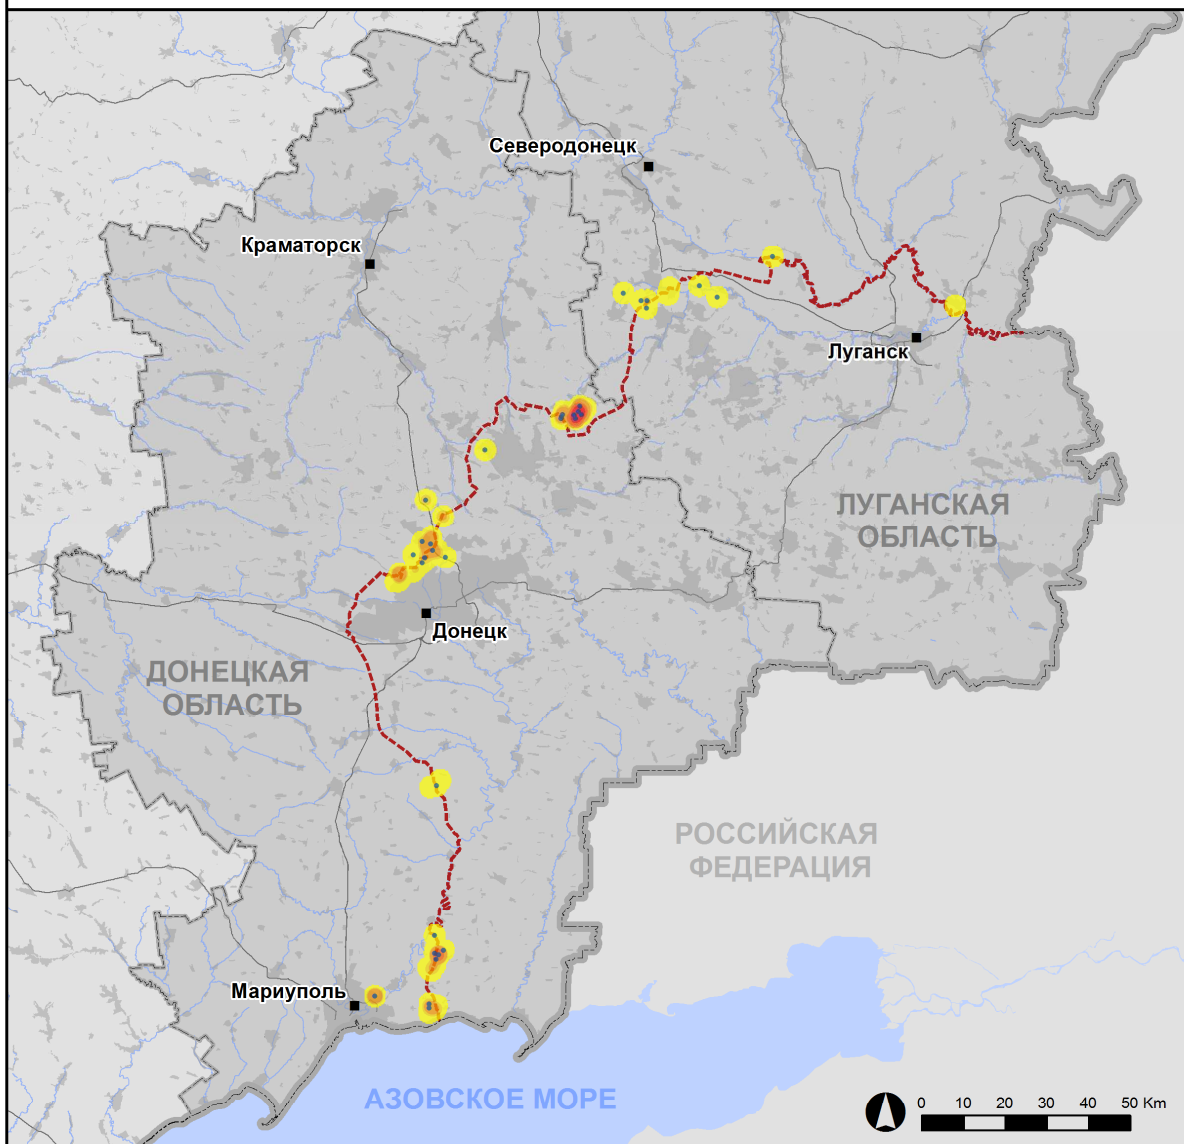 Северодонецк
Краматорск
Луганск
ЛУГАНСКАЯ
ОБЛАСТЬ
Донецк
ДОНЕЦКАЯ
ОБЛАСТЬ
РОССИЙСКАЯ
ФЕДЕРАЦИЯ
Мариуполь
АЗОВСКОЕ МОРЕ
0 10 20 30 40 50 Км